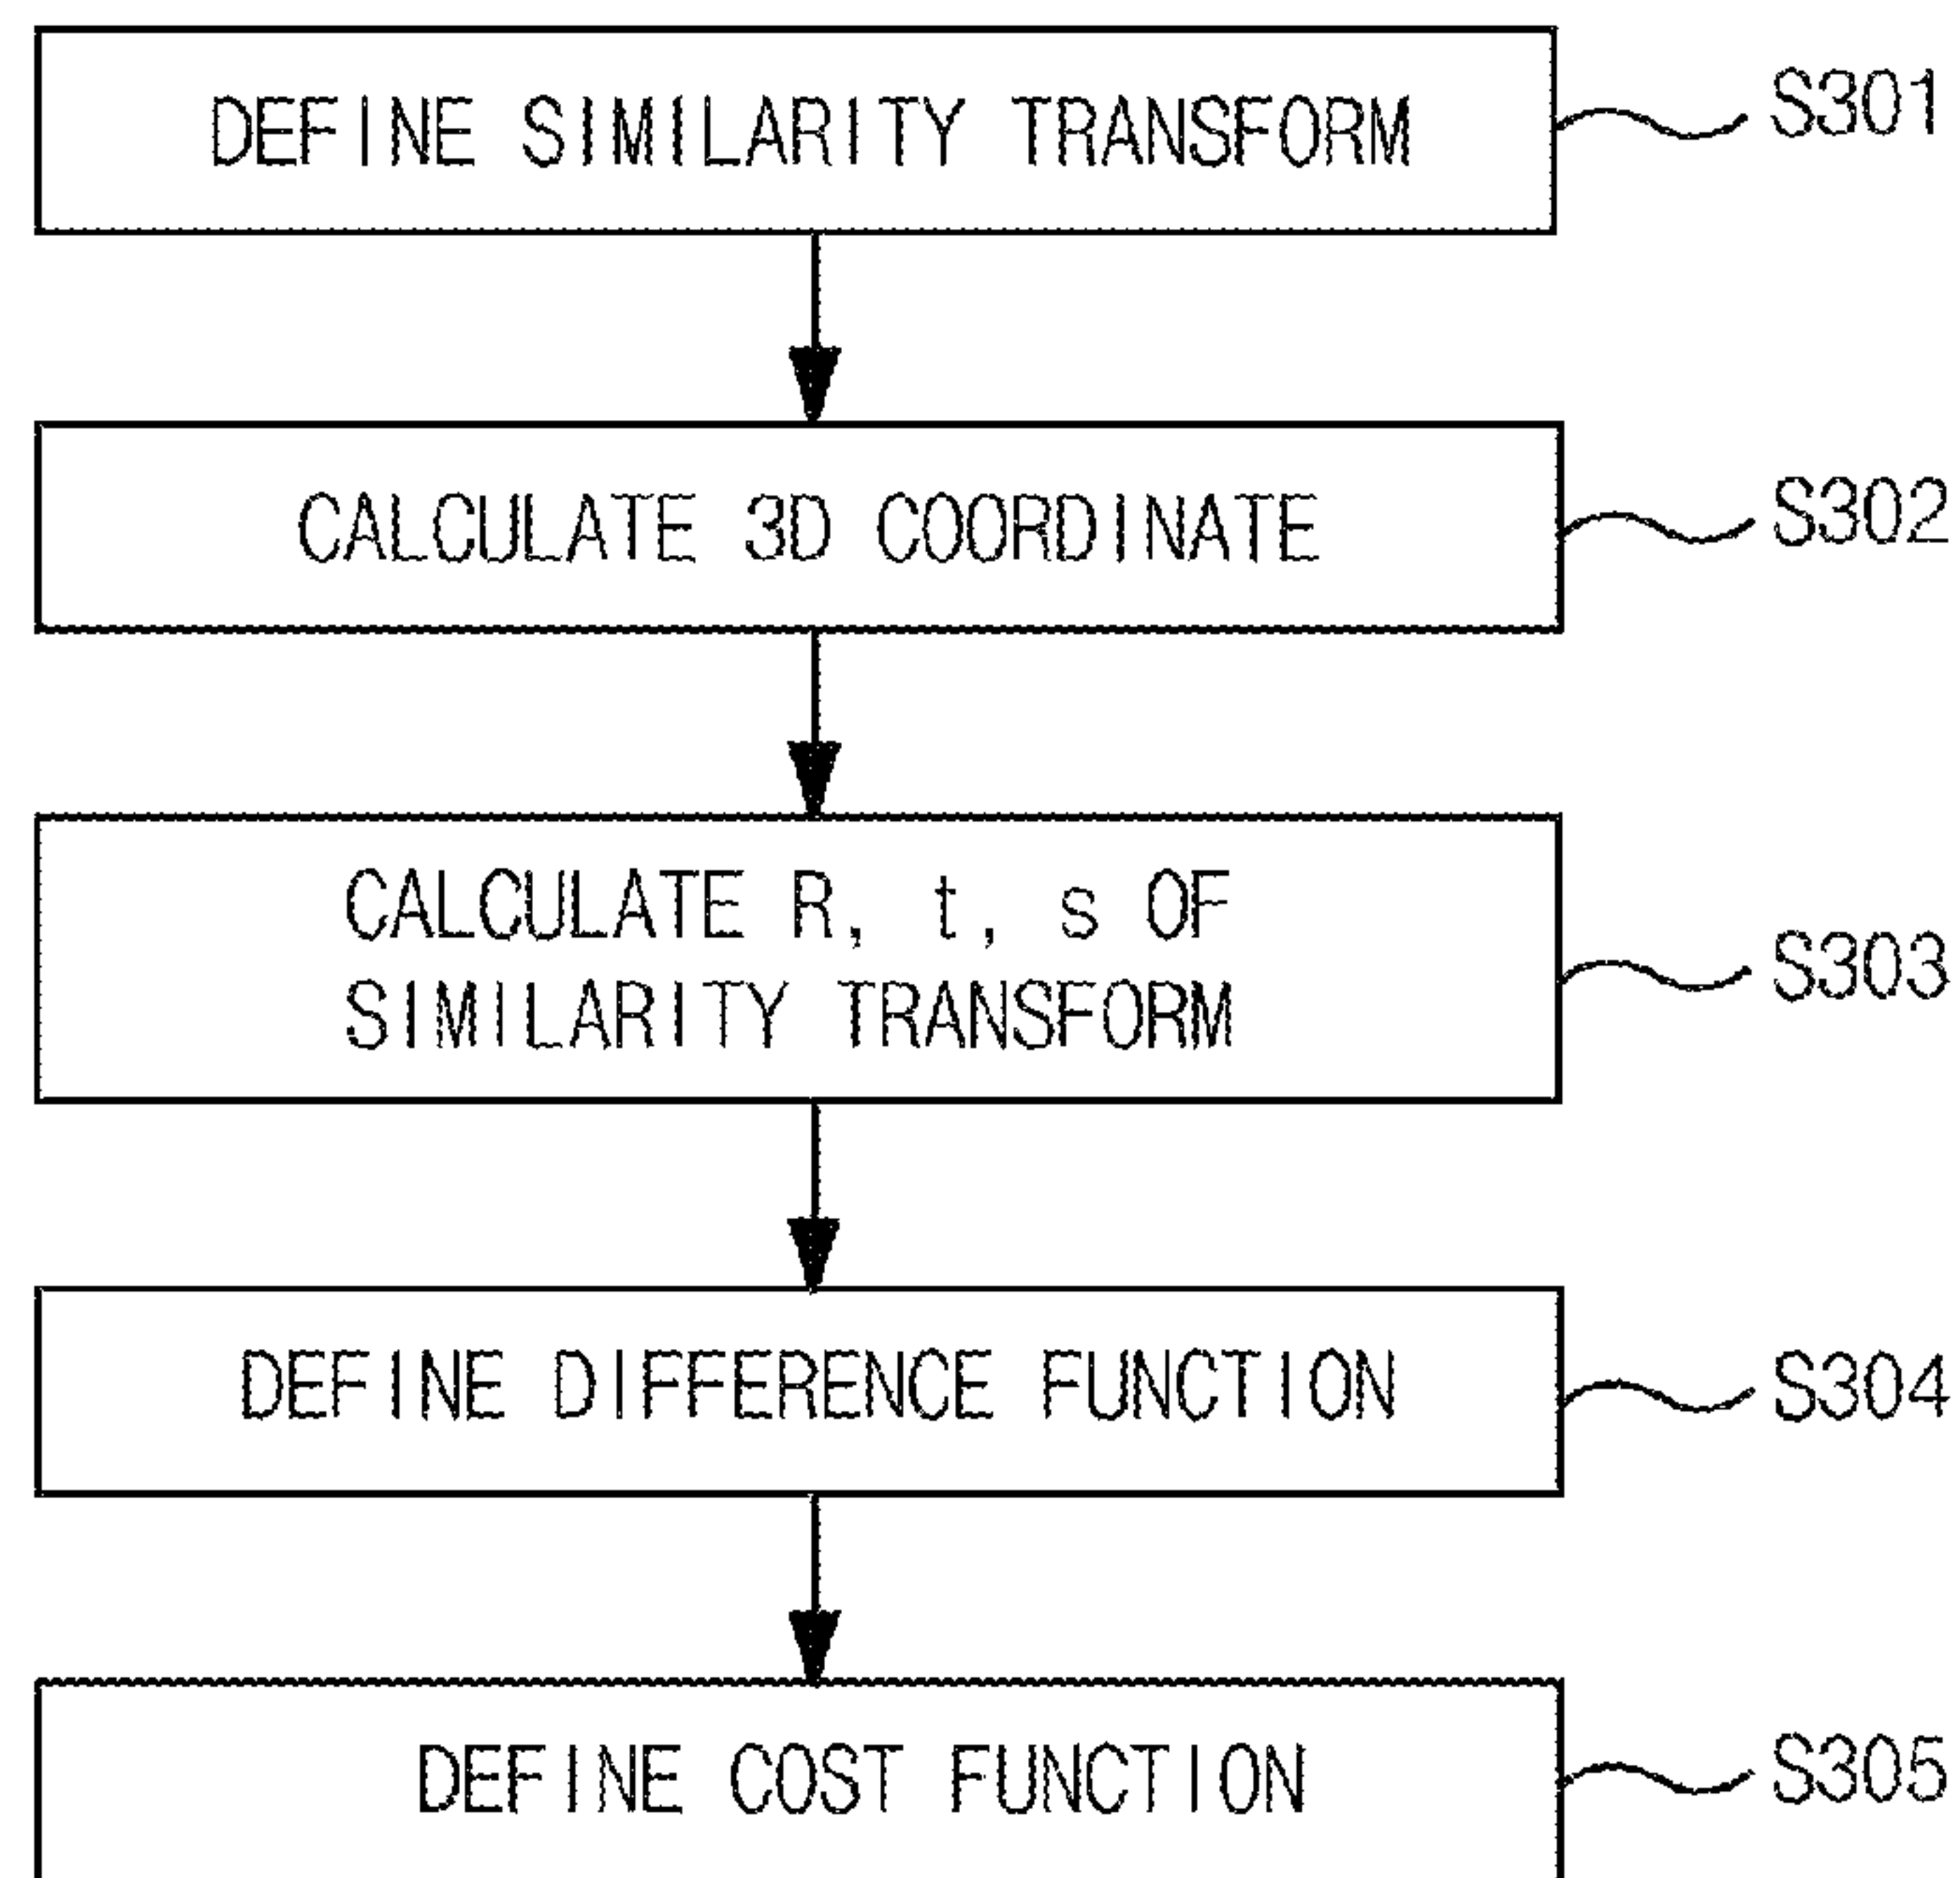 DEFINE SIMILARITY TRANSFORM
S301
CALCULATE 3D COORDINATE
S302
CALCULATE R, t, s OF
SIMILARITY TRANSFORM
S303
DEFINE DIFFERENCE FUNCTION
S304
DEFINE COST FUNCTION
S305